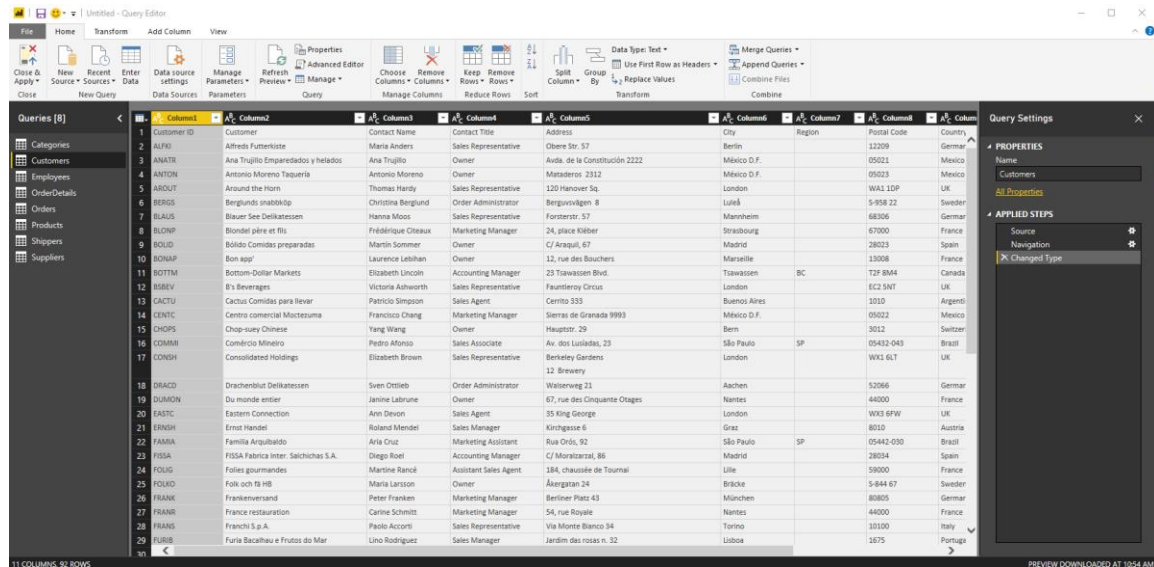 Untitled - Query Editor
File Home Transform Add Column View
Close & Apply
New Source
Recent Sources
Enter Data
Data source settings
Manage Parameters
Refresh Preview
Properties
Advanced Editor
Manage
Choose Columns
Remove Columns
Keep Rows
Remove Rows
Split Column
Group By
Data Type: Text
Use First Row as Headers
Replace Values
Merge Queries
Append Queries
Combine Files
Close New Query Data Sources Parameters Query Manage Columns Reduce Rows Sort Transform Combine
Queries [8]
Categories
Customers
Employees
OrderDetails
Orders
Products
Shippers
Suppliers
Column1 Column2 Column3 Column4 Column5 Column6 Column7 Column8 Colum
1 Customer ID Customer Contact Name Contact Title Address City Region Postal Code Country
2 ALFKI Alfreds Futterkiste Maria Anders Sales Representative Obere Str. 57 Berlin 12209 German
3 ANATR Ana Trujillo Emparedados y helados Ana Trujillo Owner Avda. de la Constitución 2222 México D.F. 05021 Mexico
4 ANTON Antonio Moreno Taquería Antonio Moreno Owner Mataderos 2312 México D.F. 05023 Mexico
5 AROUT Around the Horn Thomas Hardy Sales Representative 120 Hanover Sq. London WA1 1DP UK
6 BERGS Berglunds snabbköp Christina Berglund Order Administrator Berguvsvägen 8 Luleå S-958 22 Sweden
7 BLAUS Blauer See Delikatessen Hanna Moos Sales Representative Forsterstr. 57 Mannheim 68306 German
8 BLONP Blondel père et fils Frédérique Citeaux Marketing Manager 24, place Kléber Strasbourg 67000 France
9 BOLID Bólido Comidas preparadas Martín Sommer Owner C/ Araquil, 67 Madrid 28023 Spain
10 BONAP Bon app' Laurence Lebihan Owner 12, rue des Bouchers Marseille 13008 France
11 BOTTM Bottom-Dollar Markets Elizabeth Lincoln Accounting Manager 23 Tsawassen Blvd. Tsawassen BC T2F 8M4 Canada
12 BSBEV B's Beverages Victoria Ashworth Sales Representative Fauntleroy Circus London EC2 5NT UK
13 CACTU Cactus Comidas para llevar Patricio Simpson Sales Agent Cerrito 333 Buenos Aires 1010 Argenti
14 CENTC Centro comercial Moctezuma Francisco Chang Marketing Manager Sierras de Granada 9993 México D.F. 05022 Mexico
15 CHOPS Chop-suey Chinese Yang Wang Owner Hauptstr. 29 Bern 3012 Switzer
16 COMMI Comércio Mineiro Pedro Afonso Sales Associate Av. dos Lusíadas, 23 São Paulo SP 05432-043 Brazil
17 CONSH Consolidated Holdings Elizabeth Brown Sales Representative Berkeley Gardens London WX1 6LT UK
12 Brewery
18 DRACD Drachenblut Delikatessen Sven Ottlieb Order Administrator Walserweg 21 Aachen 52066 German
19 DUMON Du monde entier Janine Labrune Owner 67, rue des Cinquante Otages Nantes 44000 France
20 EASTC Eastern Connection Ann Devon Sales Agent 35 King George London WX3 6FW UK
21 ERNSH Ernst Handel Roland Mendel Sales Manager Kirchgasse 6 Graz 8010 Austria
22 FAMIA Familia Arquibaldo Aria Cruz Marketing Assistant Rua Orós, 92 São Paulo SP 05442-030 Brazil
23 FISSA FISSA Fabrica Inter. Salchichas S.A. Diego Roel Accounting Manager C/ Moralzarzal, 86 Madrid 28034 Spain
24 FOLIG Folies gourmandes Martine Rancé Assistant Sales Agent 184, chaussée de Tournai Lille 59000 France
25 FOLKO Folk och fä HB Maria Larsson Owner Åkergatan 24 Bräcke S-844 67 Sweden
26 FRANK Frankenversand Peter Franken Marketing Manager Berliner Platz 43 München 80805 German
27 FRANR France restauration Carine Schmitt Marketing Manager 54, rue Royale Nantes 44000 France
28 FRANS Franchi S.p.A. Paolo Accorti Sales Representative Via Monte Bianco 34 Torino 10100 Italy
29 FURIB Furia Bacalhau e Frutos do Mar Lino Rodriguez Sales Manager Jardim das rosas n. 32 Lisboa 1675 Portuga
30
Query Settings
PROPERTIES
Name
Customers
All Properties
APPLIED STEPS
Source
Navigation
Changed Type
11 COLUMNS, 92 ROWS
PREVIEW DOWNLOADED AT 10:54 AM